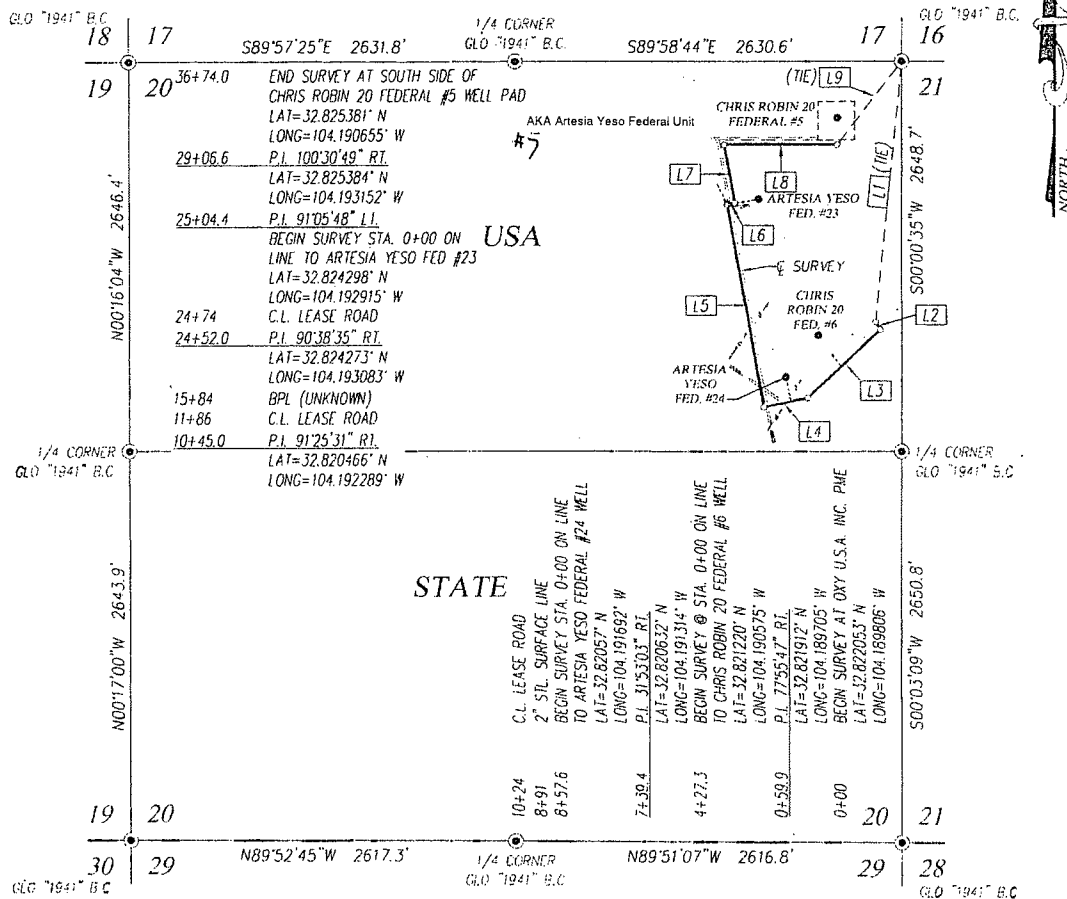 GLO "1941" B.C
1/4 CORNER
GLO "1941" B.C.
GLO "1941" B.C.
18 17
S89°57'25"E 2631.8'
S89°58'44"E 2630.6'
17 16
19 20
21
36+74.0 END SURVEY AT SOUTH SIDE OF
CHRIS ROBIN 20 FEDERAL #5 WELL PAD
LAT=32.825381° N
LONG=104.190655° W
29+06.6 P.I. 100°30'49" RT.
LAT=32.825384° N
LONG=104.193152° W
25+04.4 P.I. 91°05'48" LT.
BEGIN SURVEY STA. 0+00 ON
LINE TO ARTESIA YESO FED #23
LAT=32.824298° N
LONG=104.192915° W
24+74 C.L. LEASE ROAD
24+52.0 P.I. 90°38'35" RT.
LAT=32.824273° N
LONG=104.193083° W
15+84 BPL (UNKNOWN)
11+86 C.L. LEASE ROAD
10+45.0 P.I. 91°25'31" RT.
LAT=32.820466° N
LONG=104.192289° W
USA
AKA Artesia Yeso Federal Unit
#5
(TIE) L9
CHRIS ROBIN 20
FEDERAL #5
L7
L8
L1 (TIE)
ARTESIA YESO
FED. #23
L6
℄ SURVEY
L5
CHRIS
ROBIN 20
FED. #6
L2
ARTESIA
YESO
FED. #24
L3
L4
N00°16'04"W 2646.4'
S00°00'35"W 2648.7'
NORTH
1/4 CORNER
GLO "1941" B.C
1/4 CORNER
GLO "1941" B.C
STATE
10+24 C.L. LEASE ROAD
8+91 2" STL. SURFACE LINE
8+57.6 BEGIN SURVEY STA. 0+00 ON LINE
TO ARTESIA YESO FEDERAL #24 WELL
LAT=32.82057° N
LONG=104.191692° W
7+39.4 P.I. 31°53'03" RT.
LAT=32.820632° N
LONG=104.191314° W
4+27.3 BEGIN SURVEY @ STA. 0+00 ON LINE
TO CHRIS ROBIN 20 FEDERAL #6 WELL
LAT=32.821220° N
LONG=104.190575° W
0+59.9 P.I. 77°55'47" RT.
LAT=32.821912° N
LONG=104.189705° W
0+00 BEGIN SURVEY AT OXY U.S.A. INC. PME
LAT=32.822053° N
LONG=104.189806° W
N00°17'00"W 2643.9'
S00°03'09"W 2650.8'
19 20
20 21
30 29
N89°52'45"W 2617.3'
1/4 CORNER
GLO "1941" B.C
N89°51'07"W 2616.8'
29 28
GLO "1941" B.C
GLO "1941" B.C